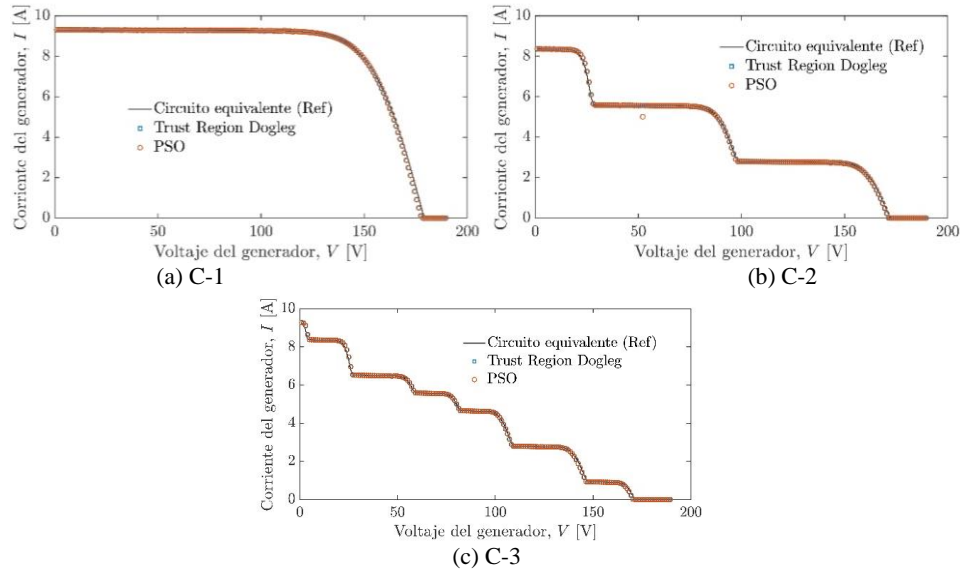 10
8
6
4
2
0
Corriente del generador, I [A]
Circuito equivalente (Ref)
Trust Region Dogleg
PSO
0 50 100 150 200
Voltaje del generador, V [V]
(a) C-1
10
8
6
4
2
0
Corriente del generador, I [A]
Circuito equivalente (Ref)
Trust Region Dogleg
PSO
0 50 100 150 200
Voltaje del generador, V [V]
(b) C-2
10
8
6
4
2
0
Corriente del generador, I [A]
Circuito equivalente (Ref)
Trust Region Dogleg
PSO
0 50 100 150 200
Voltaje del generador, V [V]
(c) C-3